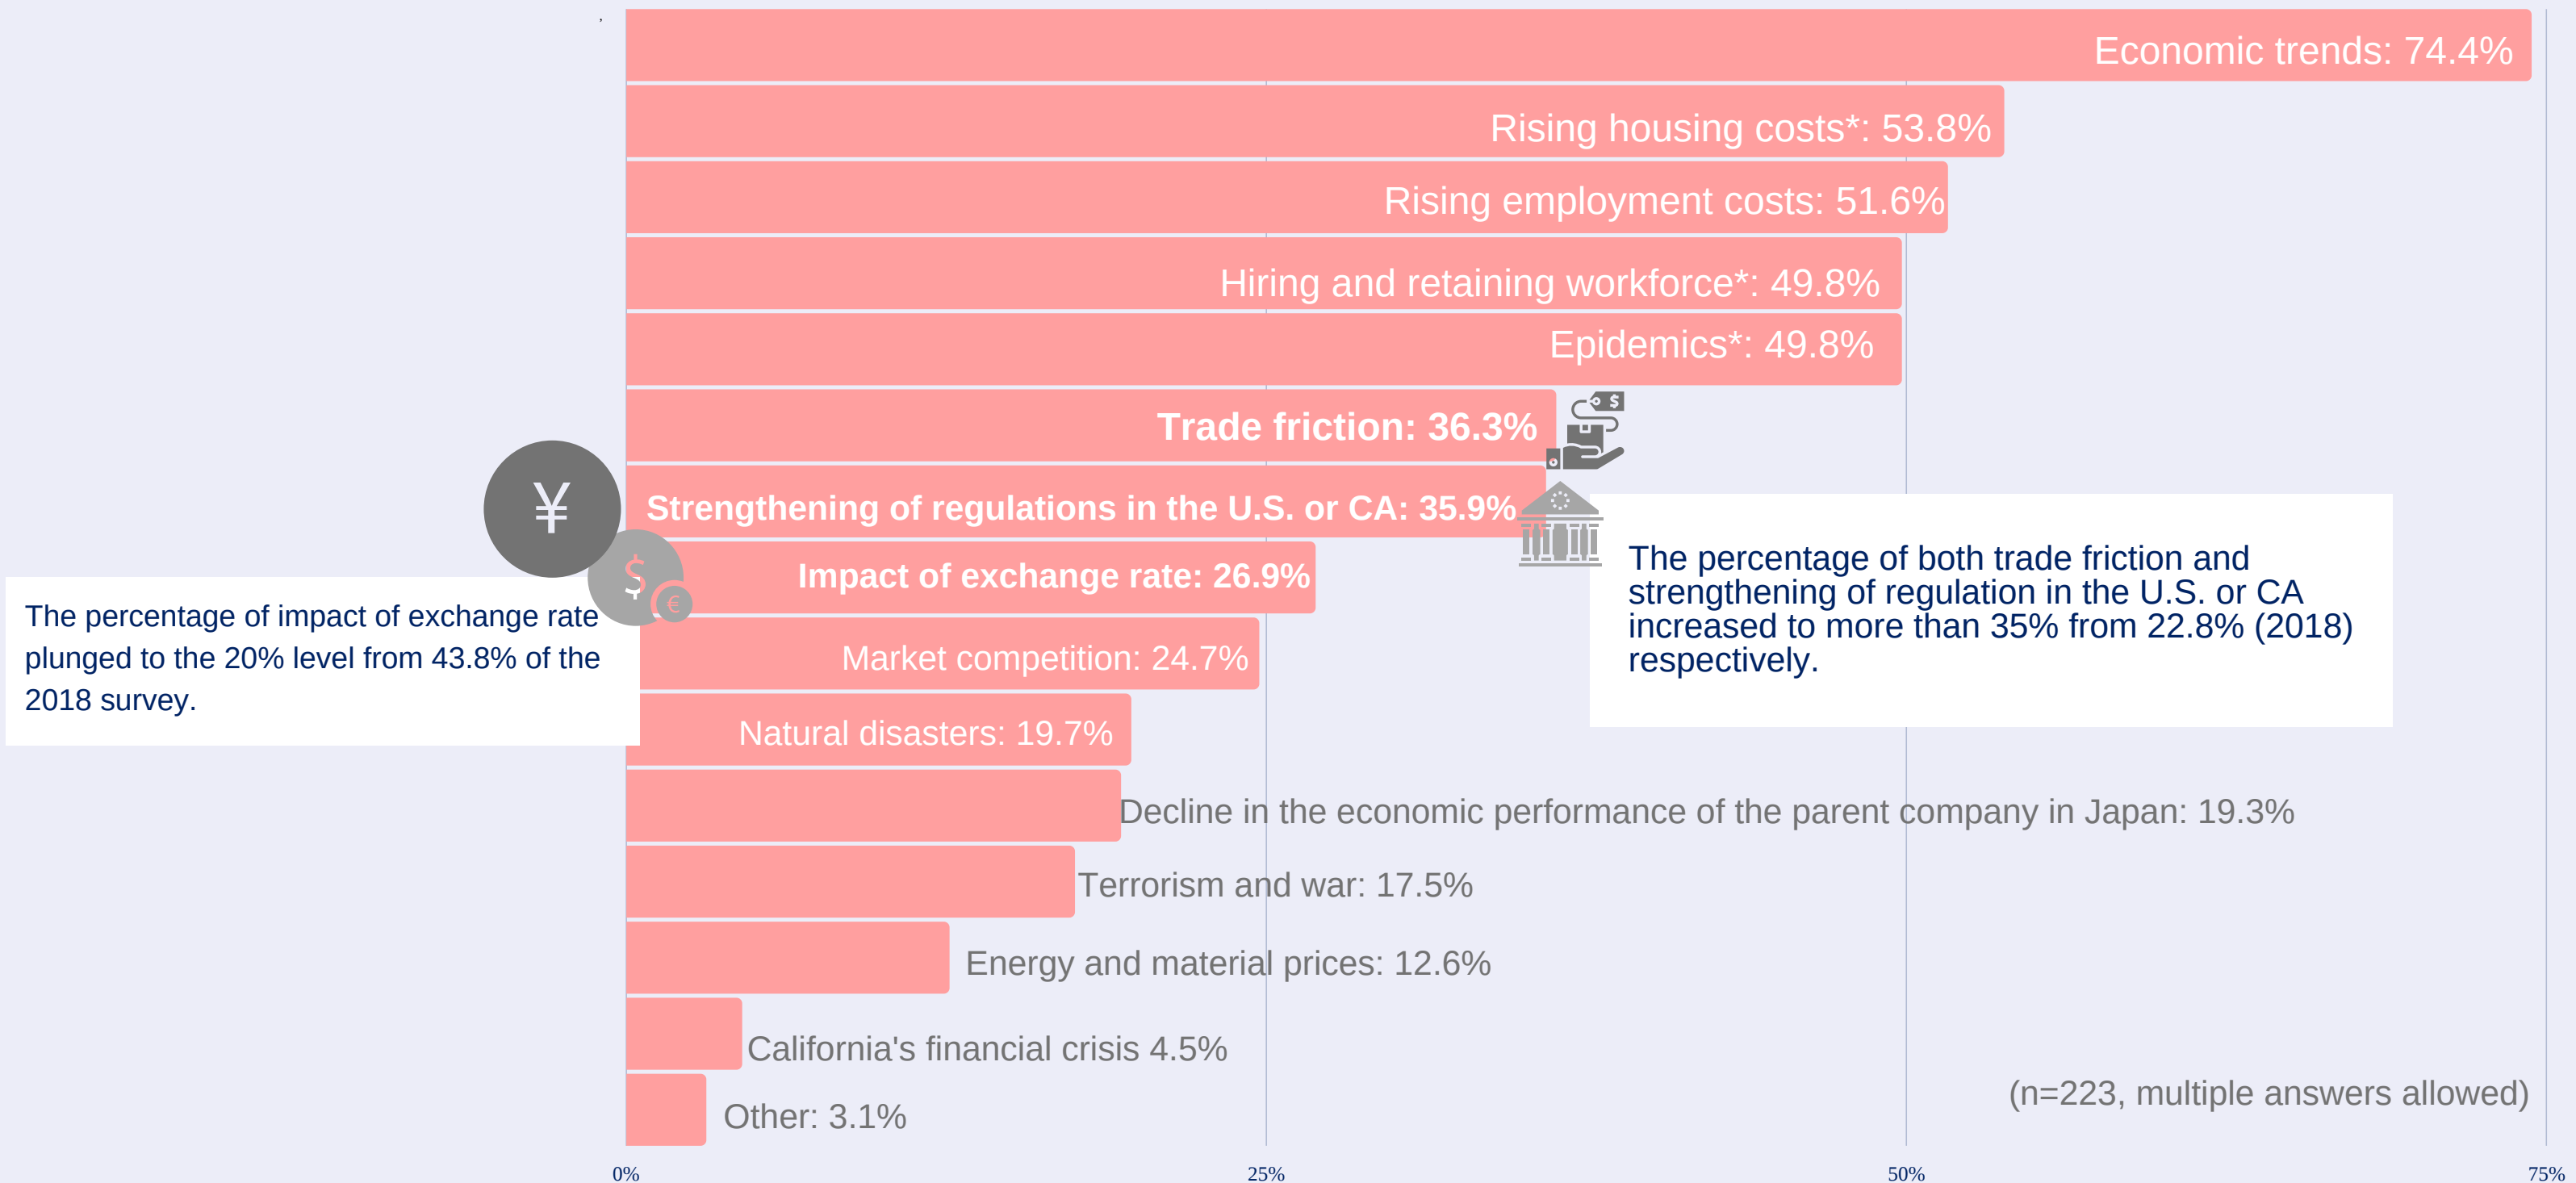 Economic trends: 74.4%
Rising housing costs*: 53.8%
Rising employment costs: 51.6%
Hiring and retaining workforce*: 49.8%
Epidemics*: 49.8%
Trade friction: 36.3%
$
¥
Strengthening of regulations in the U.S. or CA: 35.9%
$
€
Impact of exchange rate: 26.9%
The percentage of both trade friction and
strengthening of regulation in the U.S. or CA
increased to more than 35% from 22.8% (2018)
respectively.
The percentage of impact of exchange rate
plunged to the 20% level from 43.8% of the
2018 survey.
Market competition: 24.7%
Natural disasters: 19.7%
Decline in the economic performance of the parent company in Japan: 19.3%
Terrorism and war: 17.5%
Energy and material prices: 12.6%
California's financial crisis 4.5%
Other: 3.1%
(n=223, multiple answers allowed)
0% 25% 50% 75%